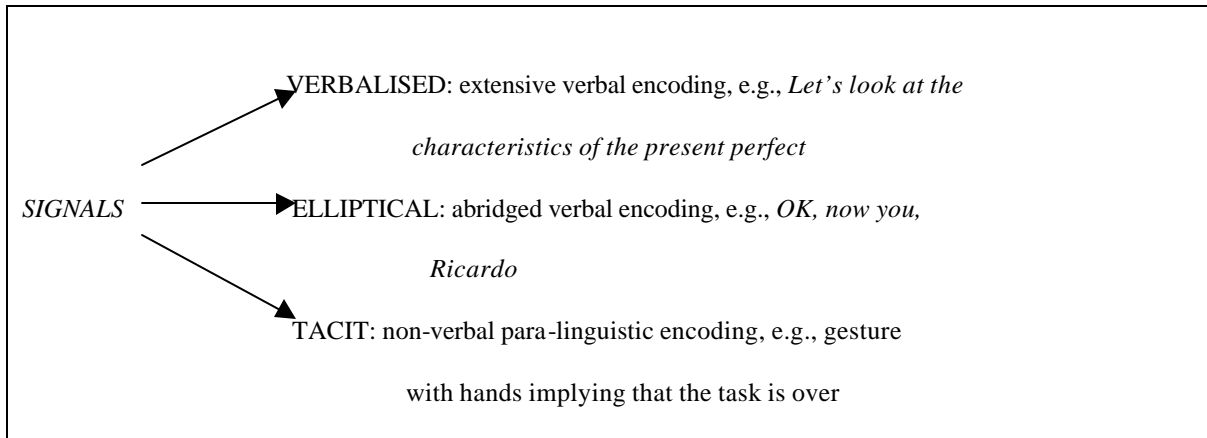 VERBALISED: extensive verbal encoding, e.g., Let's look at the
characteristics of the present perfect
SIGNALS ELLIPTICAL: abridged verbal encoding, e.g., OK, now you,
Ricardo
TACIT: non-verbal para-linguistic encoding, e.g., gesture
with hands implying that the task is over